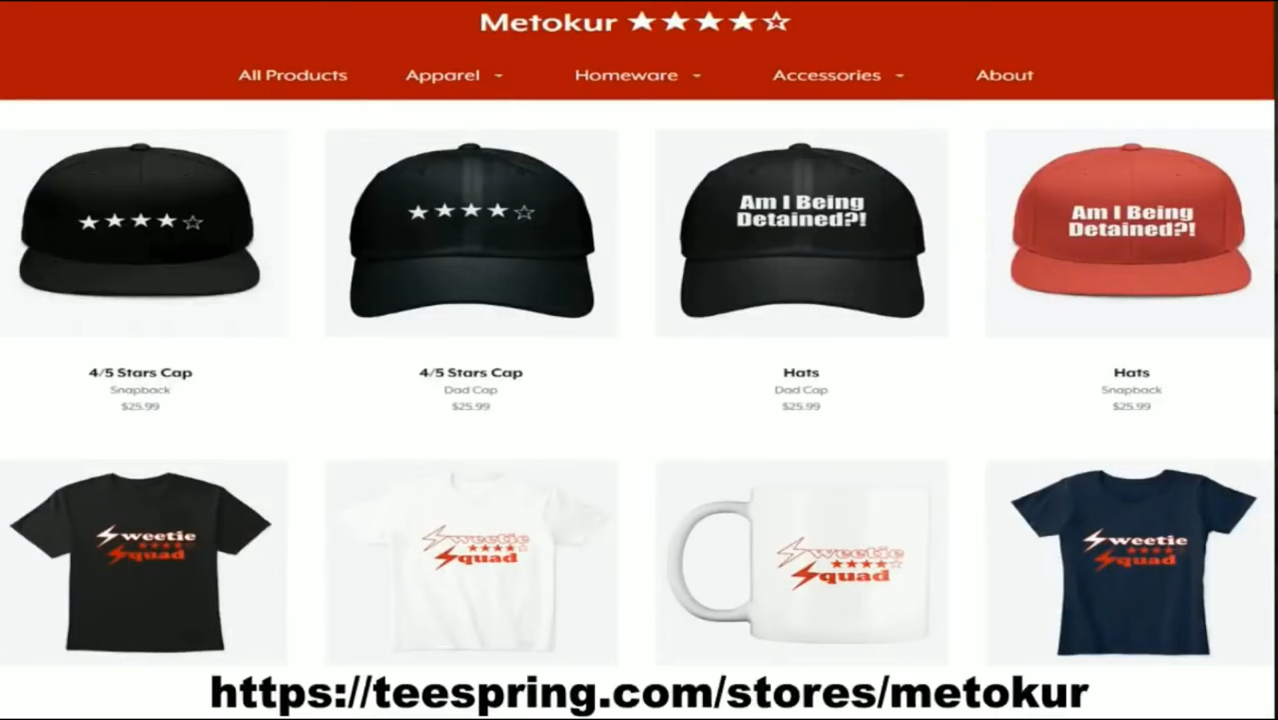 Metokur ★★★★☆
All Products Apparel Homeware Accessories About
★★★★☆
★★★★☆
Am I Being
Detained?!
Am I Being
Detained?!
4/5 Stars Cap
Snapback
$25.99
4/5 Stars Cap
Dad Cap
$25.99
Hats
Dad Cap
$25.99
Hats
Snapback
$25.99
Sweetie
★★★★☆
Squad
Sweetie
★★★★☆
Squad
Sweetie
★★★★☆
Squad
Sweetie
★★★★☆
Squad
https://teespring.com/stores/metokur